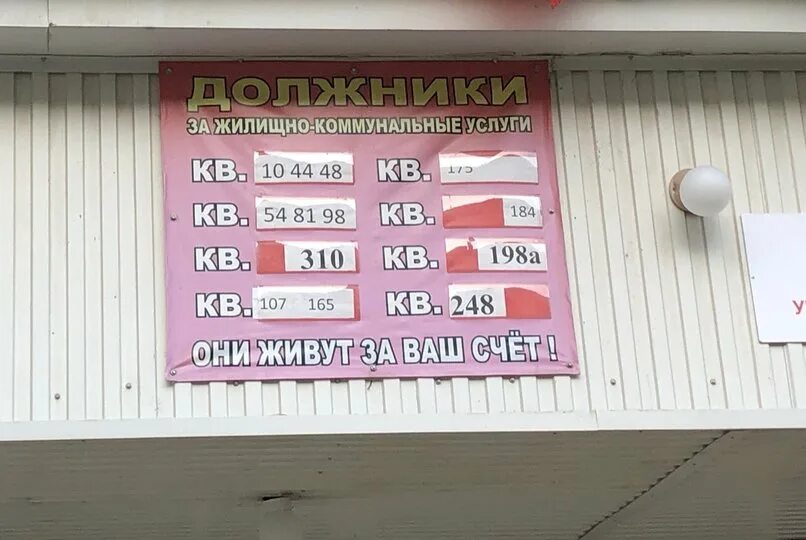 ДОЛЖНИКИ
ЗА ЖИЛИЩНО-КОММУНАЛЬНЫЕ УСЛУГИ
КВ. 10 44 48 КВ. 175
КВ. 54 81 98 КВ. 184
КВ. 310 КВ. 198а
КВ. 107 165 КВ. 248
ОНИ ЖИВУТ ЗА ВАШ СЧЁТ !